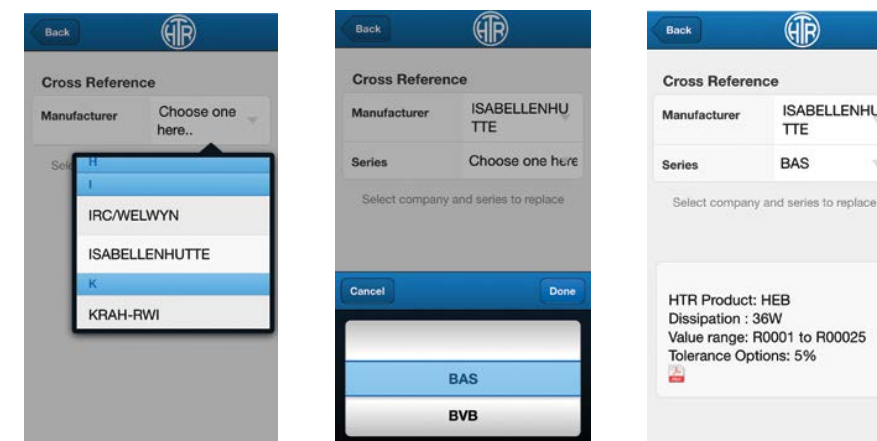 Back
HTR
Cross Reference
Manufacturer
Choose one
here..
H
I
IRC/WELWYN
ISABELLENHUTTE
K
KRAH-RWI
Back
HTR
Cross Reference
Manufacturer
ISABELLENHU
TTE
Series
Choose one here
Select company and series to replace
Cancel
Done
BAS
BVB
Back
HTR
Cross Reference
Manufacturer
ISABELLENHU
TTE
Series
BAS
Select company and series to replace
HTR Product: HEB
Dissipation : 36W
Value range: R0001 to R00025
Tolerance Options: 5%